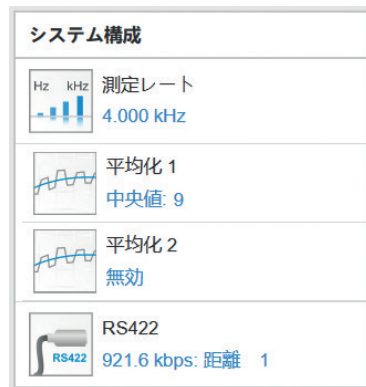 システム構成
Hz kHz
測定レート
4.000 kHz
平均化 1
中央値: 9
平均化 2
無効
RS422
RS422
921.6 kbps: 距離 1